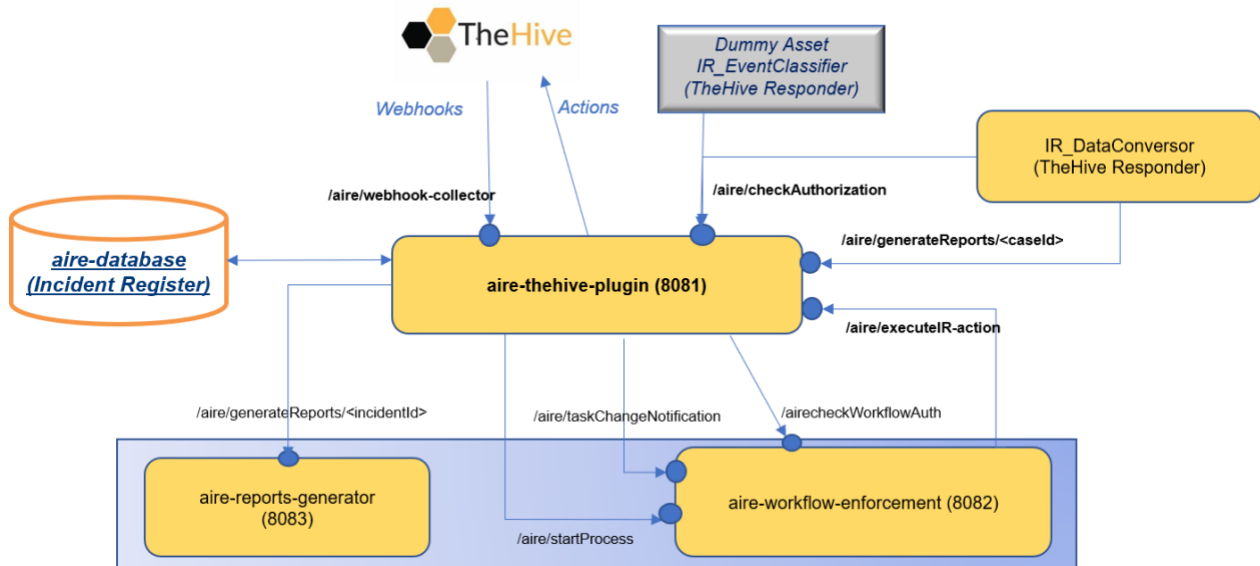 TheHive
Dummy Asset
IR_EventClassifier
(TheHive Responder)
Webhooks
Actions
IR_DataConversor
(TheHive Responder)
/aire/webhook-collector
/aire/checkAuthorization
/aire/generateReports/<caseId>
aire-database
(Incident Register)
aire-thehive-plugin (8081)
/aire/executeIR-action
/aire/generateReports/<incidentId>
/aire/taskChangeNotification
/airecheckWorkflowAuth
aire-reports-generator
(8083)
aire-workflow-enforcement (8082)
/aire/startProcess